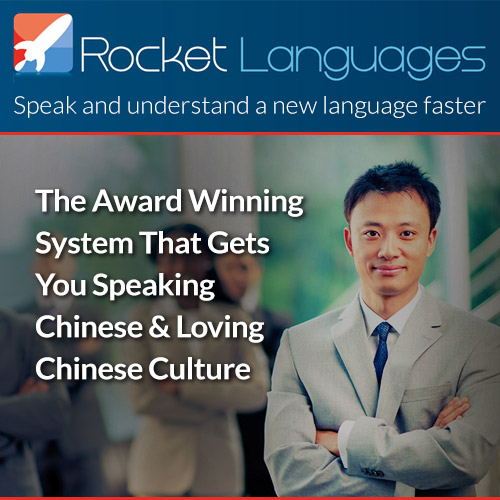 Rocket Languages
Speak and understand a new language faster
The Award Winning
System That Gets
You Speaking
Chinese & Loving
Chinese Culture